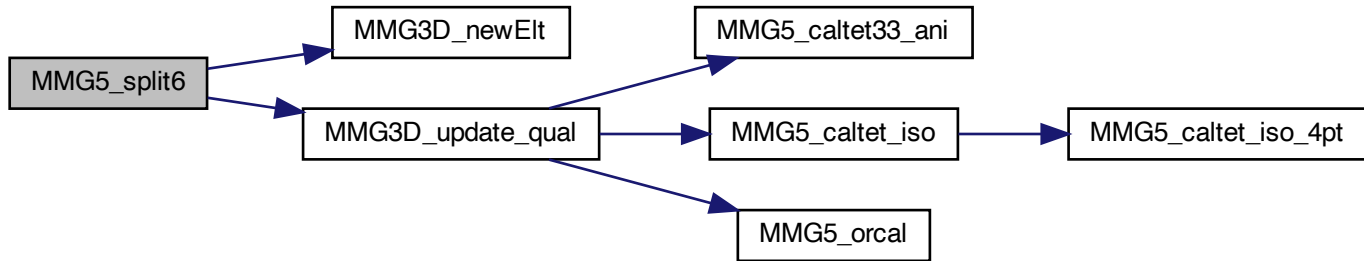 MMG5_split6
MMG3D_newElt
MMG3D_update_qual
MMG5_caltet33_ani
MMG5_caltet_iso
MMG5_orcal
MMG5_caltet_iso_4pt